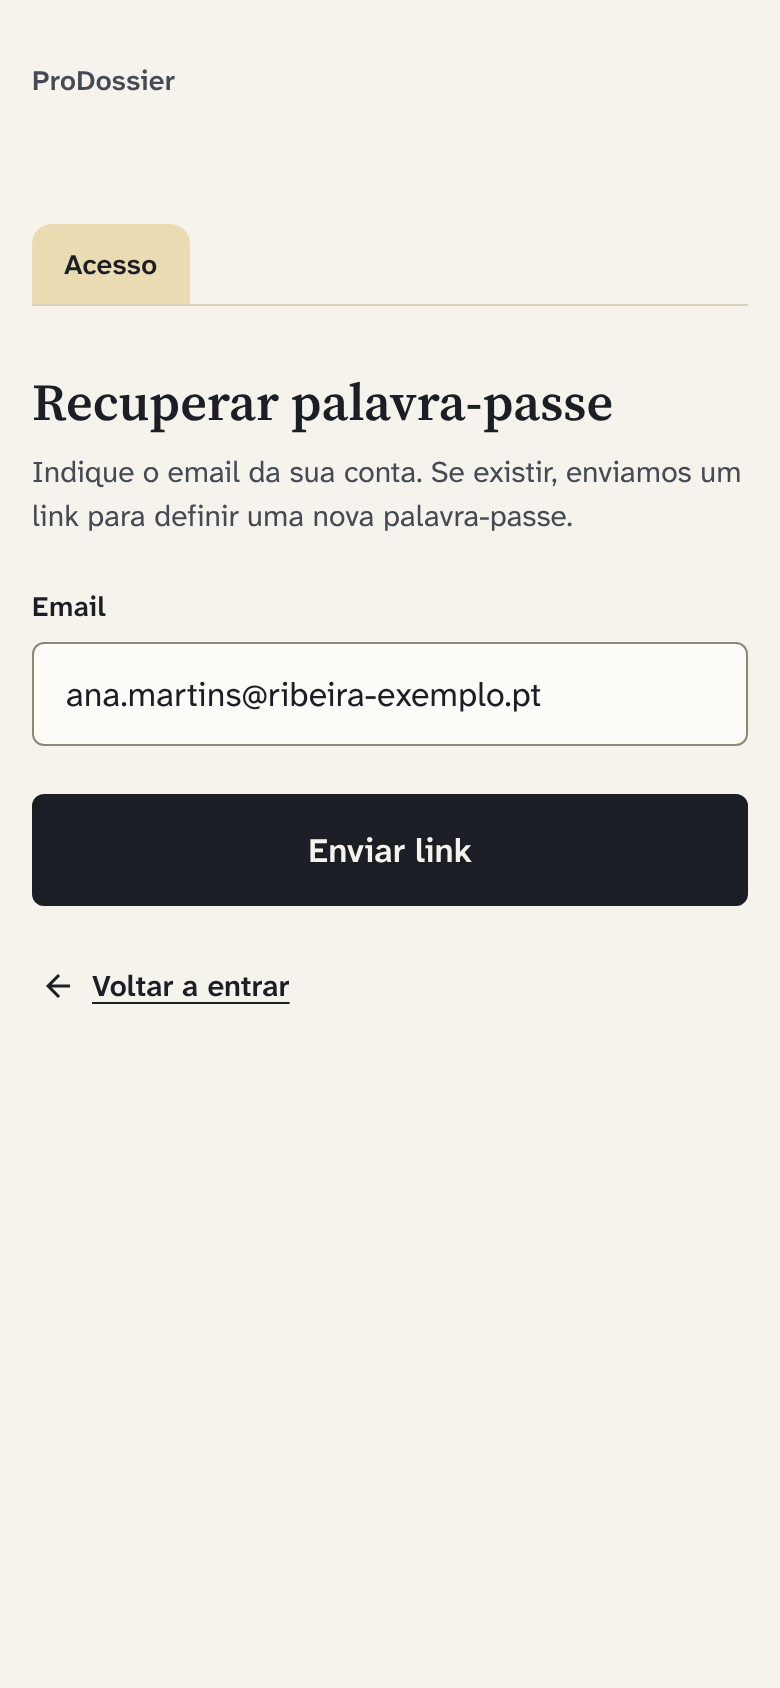 ProDossier
Acesso
Recuperar palavra-passe
Indique o email da sua conta. Se existir, enviamos um
link para definir uma nova palavra-passe.
Email
ana.martins@ribeira-exemplo.pt
Enviar link
Voltar a entrar